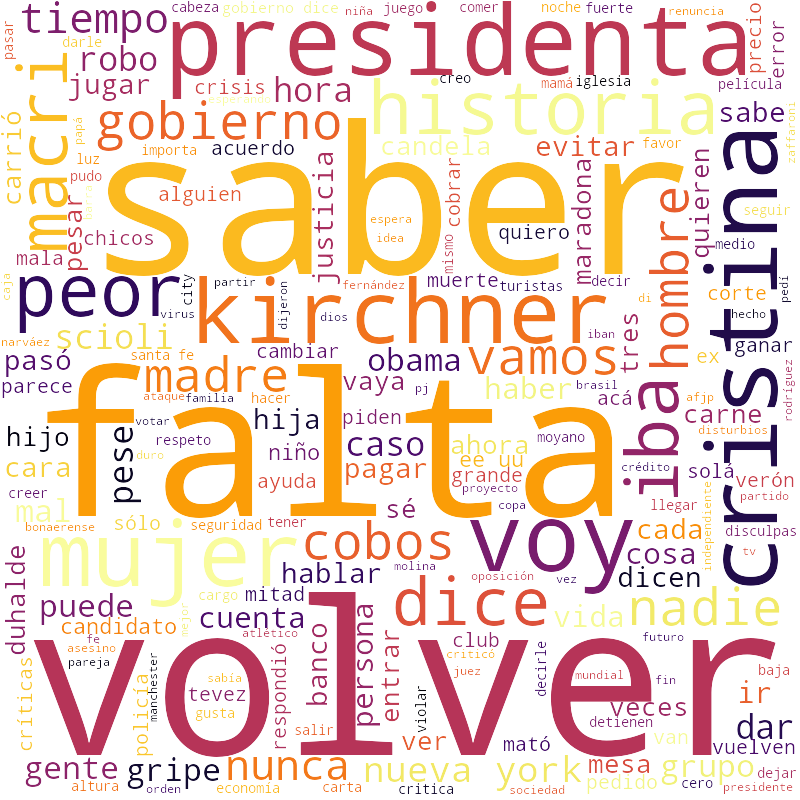 cabeza
gobierno dice
niña
juego
comer
noche
fuerte
renuncia
tiempo
presidenta
pasar
darle
robo
jugar
crisis
hora
creo
mamá
iglesia
precio
error
película
macri
gobierno
historia
sabe
esperando
carrió
papá
luz
importa
acuerdo
candela
evitar
favor
zaffaroni
pudo
saber
justicia
cobrar
maradona
hombre
quieren
cristina
pesar
alguien
espera
idea
quiero
seguir
chicos
mala
mismo
medio
muerte
decir
peor
kirchner
city
partir
fernández
turistas
di
corte
pedí
caja
virus
dijeron
dios
iban
hecho
narváez
scioli
vamos
tres
ex
ganar
pasó
santa fe
cambiar
obama
iba
parece
ataque
familia
madre
hacer
vaya
pj
haber
brasil
acá
afjp
carne
rodríguez
falta
hijo
pese
votar
respeto
hija
niño
caso
piden
ahora
moyano
disturbios
cara
duro
ee uu
crédito
solá
verón
creer
ayuda
pagar
grande
proyecto
llegar
partido
mal
bonaerense
sólo
seguridad
tener
sé
copa
independiente
disculpas
mujer
cobos
voy
cada
cosa
tv
duhalde
hablar
molina
oposición
vez
dicen
puede
cargo
mitad
dice
vida
nadie
candidato
mejor
cuenta
fe
asesino
atlético
persona
club
criticó
futuro
pareja
manchester
sabía
banco
entrar
juez
decirle
mundial
fin
baja
críticas
policía
tevez
respondió
ir
volver
gusta
violar
veces
dar
salir
ver
mató
detienen
van
vuelven
gente
gripe
nunca
nueva york
mesa
grupo
altura
orden
economía
carta
critica
sociedad
pedido
cero
dejar
presidente